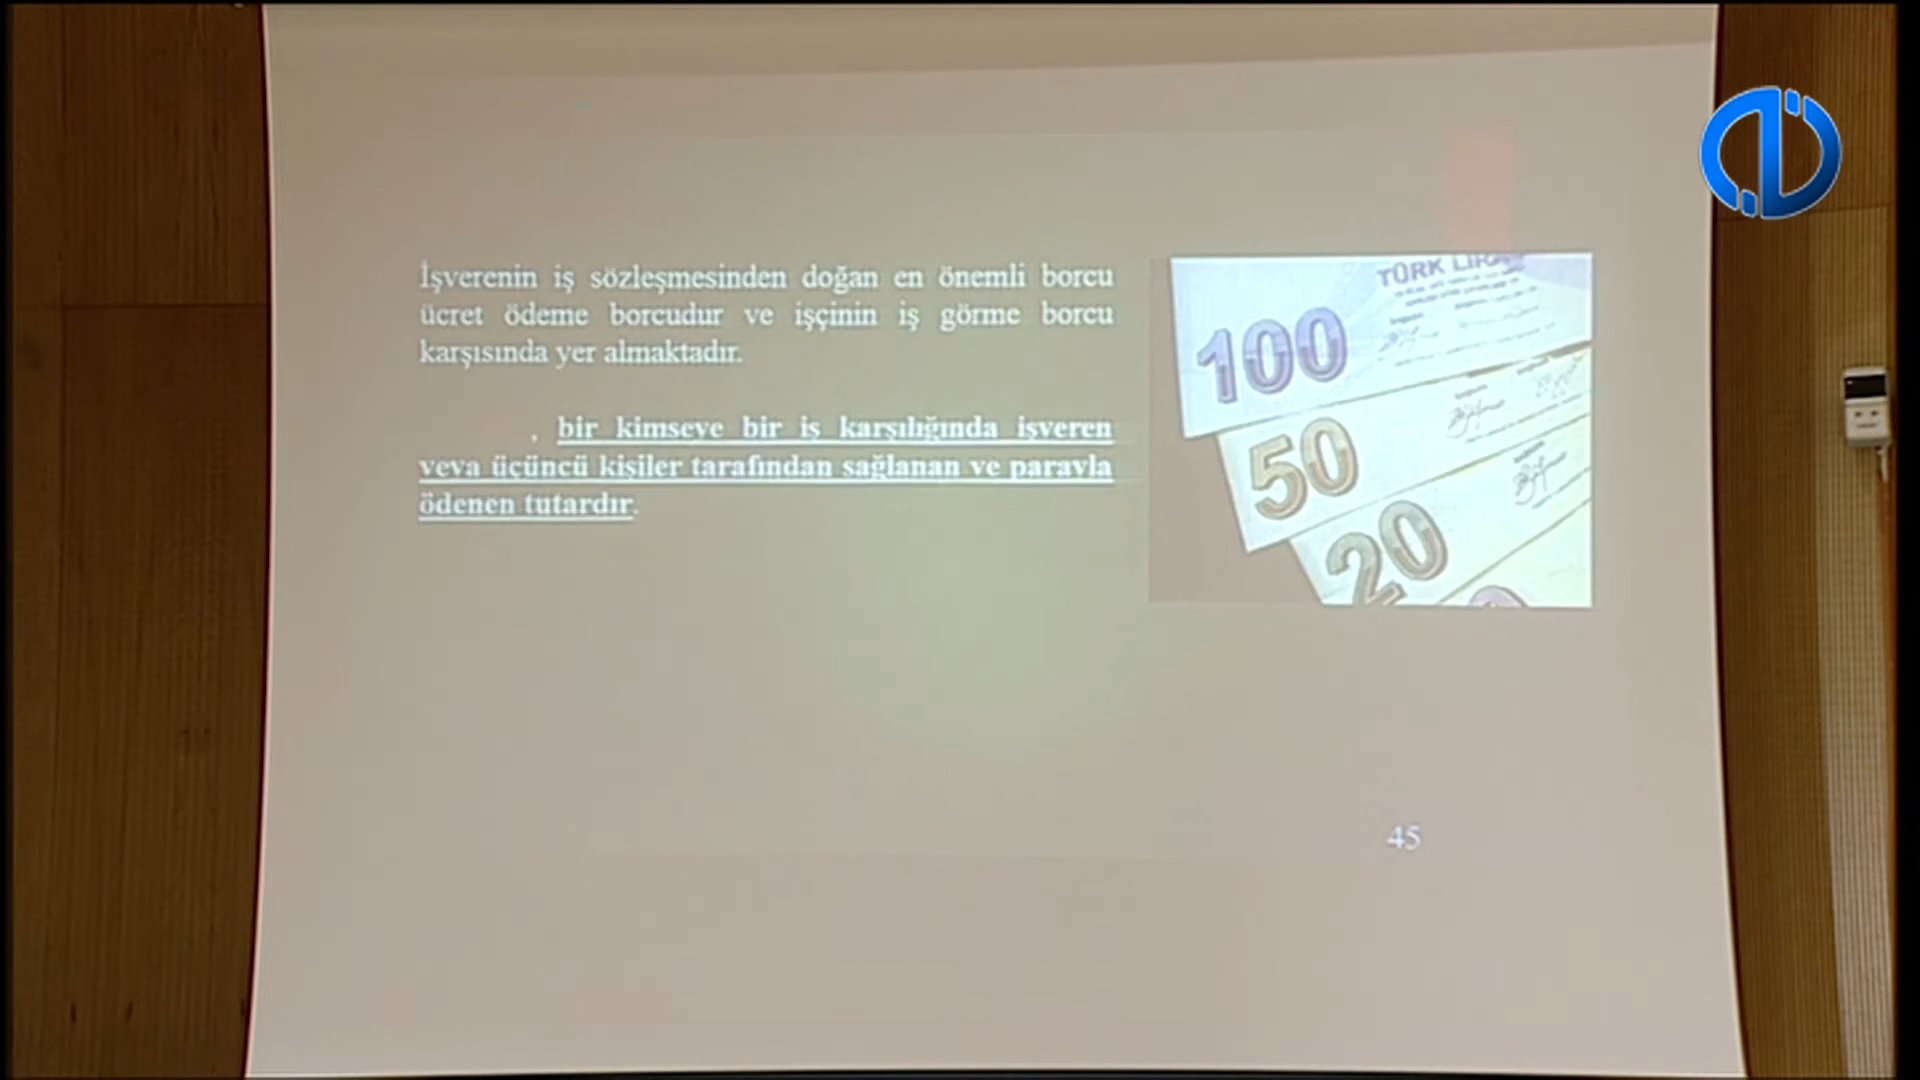 İşverenin iş sözleşmesinden doğan en önemli borcu
ücret ödeme borcudur ve işçinin iş görme borcu
karşısında yer almaktadır.
, bir kimseye bir iş karşılığında işveren
veya üçüncü kişiler tarafından sağlanan ve parayla
ödenen tutardır.
TÜRK LİRA
100
50
20
45